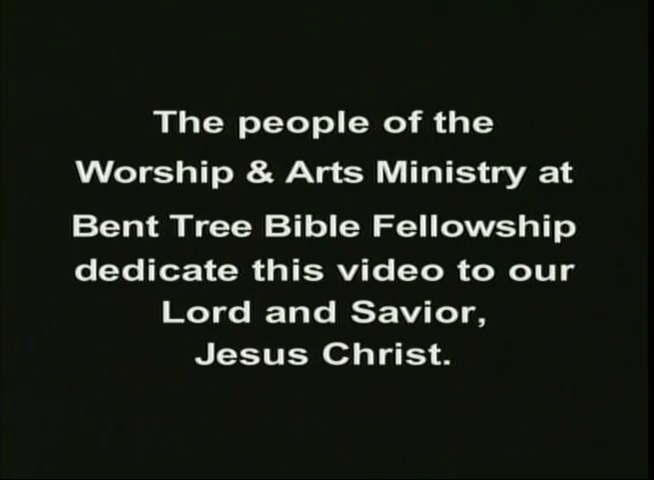 The people of the
Worship & Arts Ministry at
Bent Tree Bible Fellowship
dedicate this video to our
Lord and Savior,
Jesus Christ.